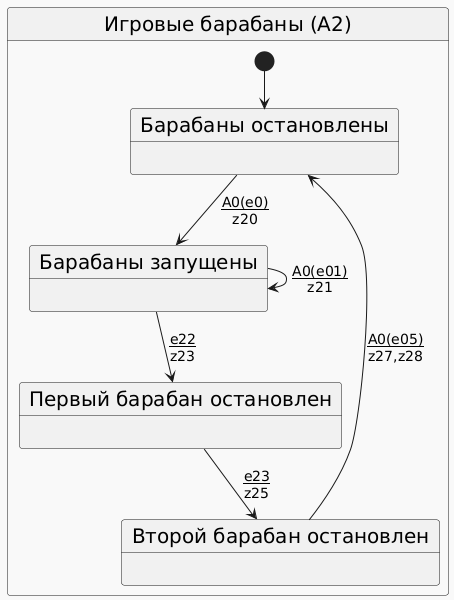 Игровые барабаны (A2)
Барабаны остановлены
A0(e0)
z20
Барабаны запущены
A0(e01)
z21
e22
z23
A0(e05)
z27,z28
Первый барабан остановлен
e23
z25
Второй барабан остановлен